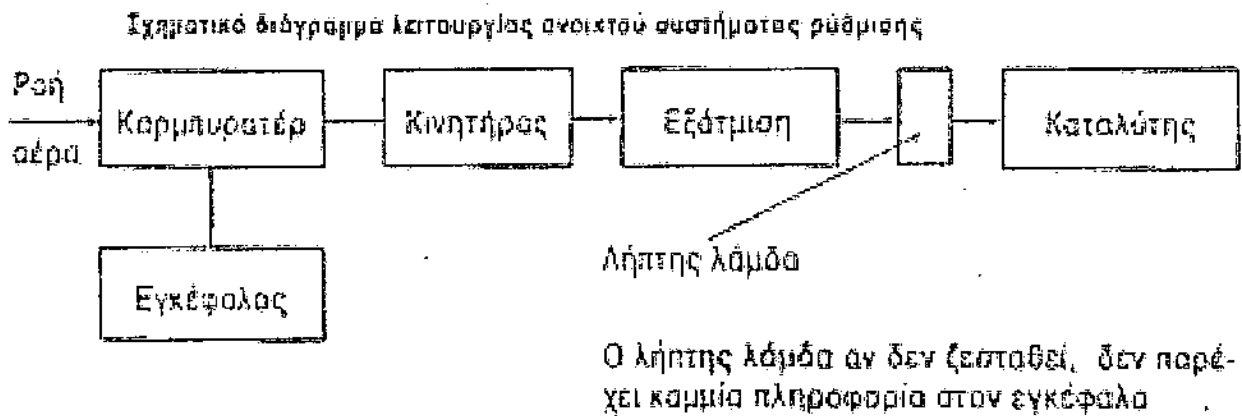 Σχηματικό διάγραμμα λειτουργίας ανοικτού συστήματος ρύθμισης
Ροή
αέρα
Καρμπυρατέρ
Κινητήρας
Εξάτμιση
Καταλύτης
Εγκέφαλος
Λήπτης λάμδα
Ο λήπτης λάμδα αν δεν ζεσταθεί, δεν παρέ-
χει καμμία πληροφορία στον εγκέφαλο